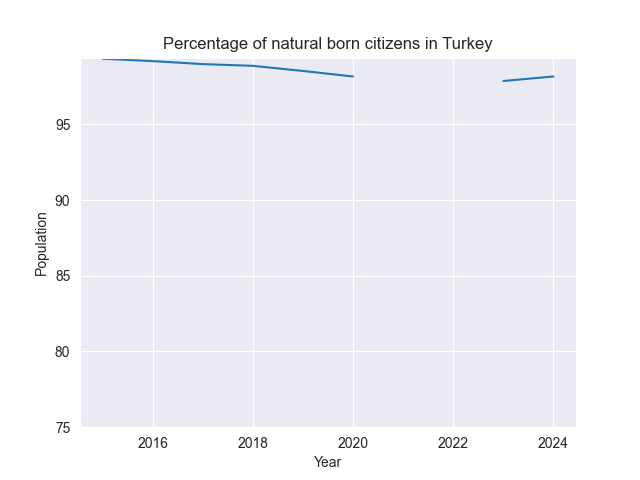 Percentage of natural born citizens in Turkey
95
90
85
80
75
Population
2016 2018 2020 2022 2024
Year